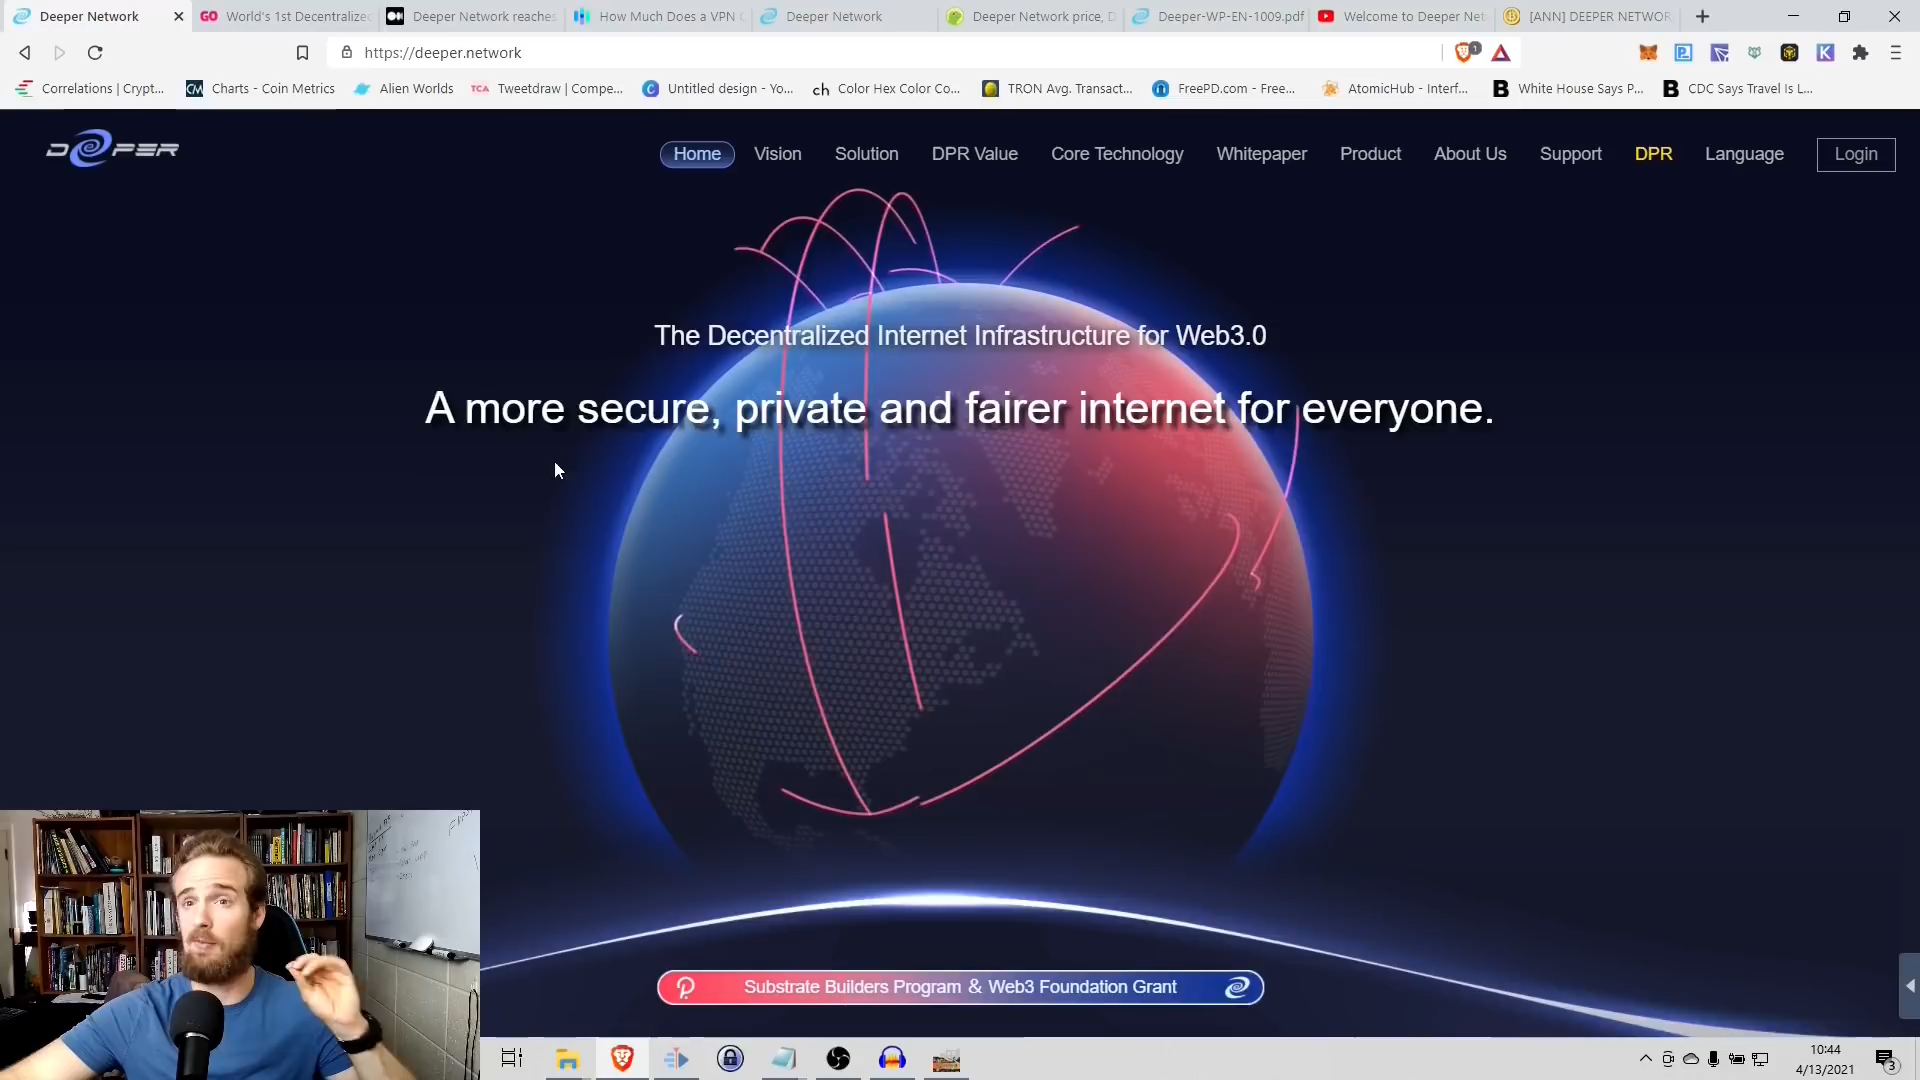 Deeper Network
World's 1st Decentralize
Deeper Network reaches
How Much Does a VPN
Deeper Network
Deeper Network price, D
Deeper-WP-EN-1009.pdf
Welcome to Deeper Net
[ANN] DEEPER NETWOR
https://deeper.network
1
Correlations | Crypt...
Charts - Coin Metrics
Alien Worlds
TCA Tweetdraw | Compe...
Untitled design - Yo...
ch Color Hex Color Co...
TRON Avg. Transact...
FreePD.com - Free...
AtomicHub - Interf...
B White House Says P...
B CDC Says Travel Is L...
DEEPER
Home
Vision
Solution
DPR Value
Core Technology
Whitepaper
Product
About Us
Support
DPR
Language
Login
The Decentralized Internet Infrastructure for Web3.0
A more secure, private and fairer internet for everyone.
Substrate Builders Program & Web3 Foundation Grant
10:44
4/13/2021
3